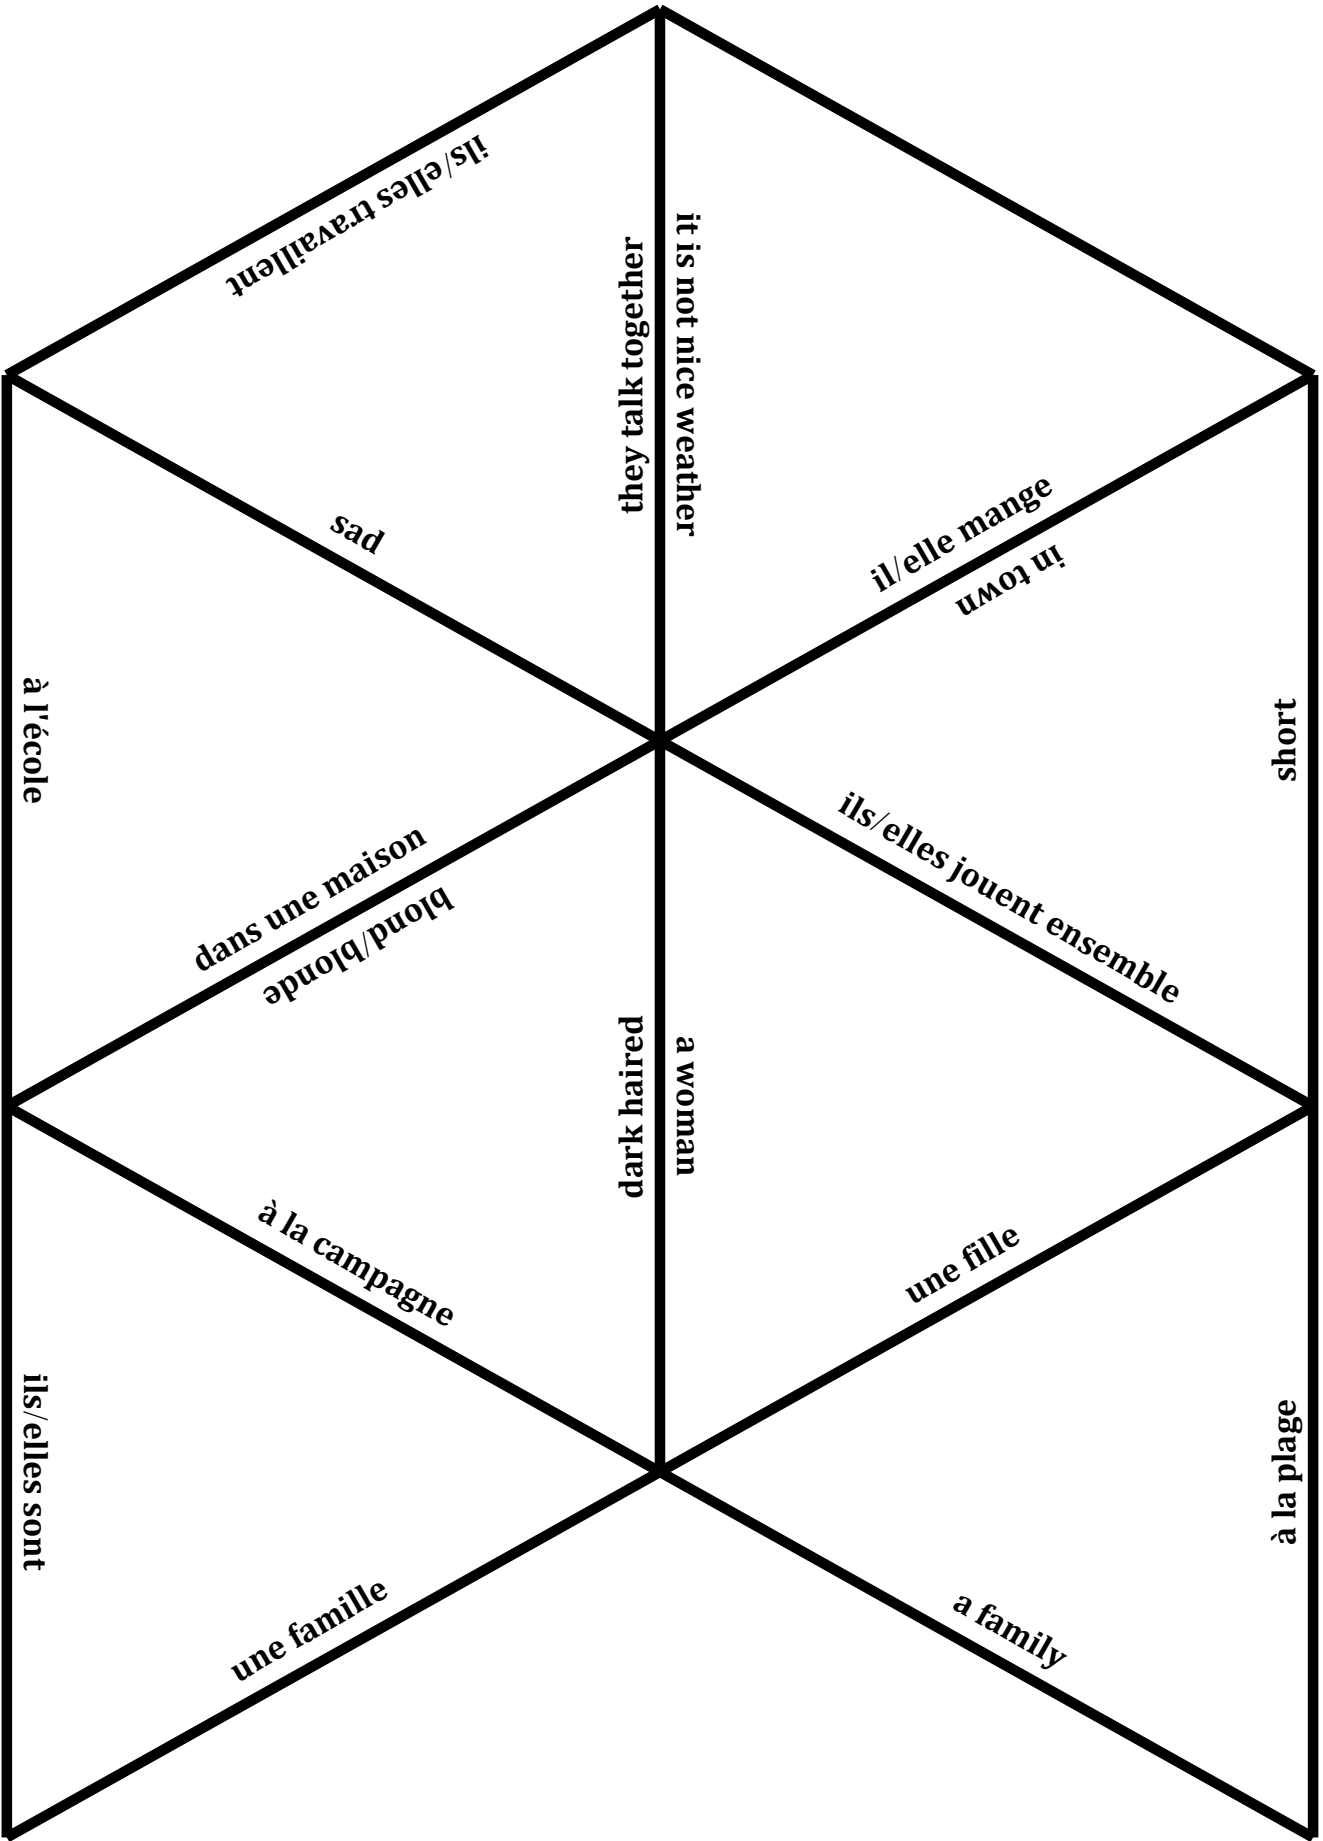 ils/elles travaillent
they talk together
it is not nice weather
sad
il/elle mange
in town
à l'école
short
dans une maison
blond/blonde
ils/elles jouent ensemble
dark haired
a woman
à la campagne
une fille
ils/elles sont
à la plage
une famille
a family